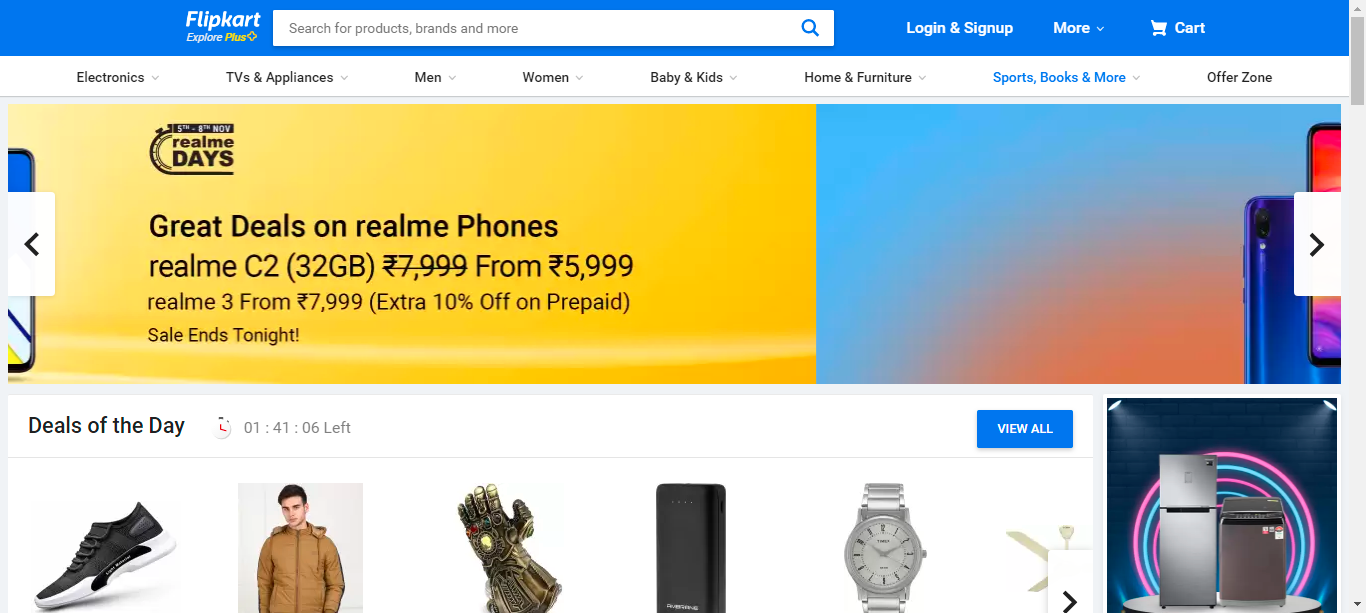 Flipkart
Explore Plus
Search for products, brands and more
Login & Signup
More
Cart
Electronics
TVs & Appliances
Men
Women
Baby & Kids
Home & Furniture
Sports, Books & More
Offer Zone
5TH - 8TH NOV
realme
DAYS
Great Deals on realme Phones
realme C2 (32GB) ₹7,999 From ₹5,999
realme 3 From ₹7,999 (Extra 10% Off on Prepaid)
Sale Ends Tonight!
Deals of the Day
01 : 41 : 06 Left
VIEW ALL
AMBRANE
TIMEX